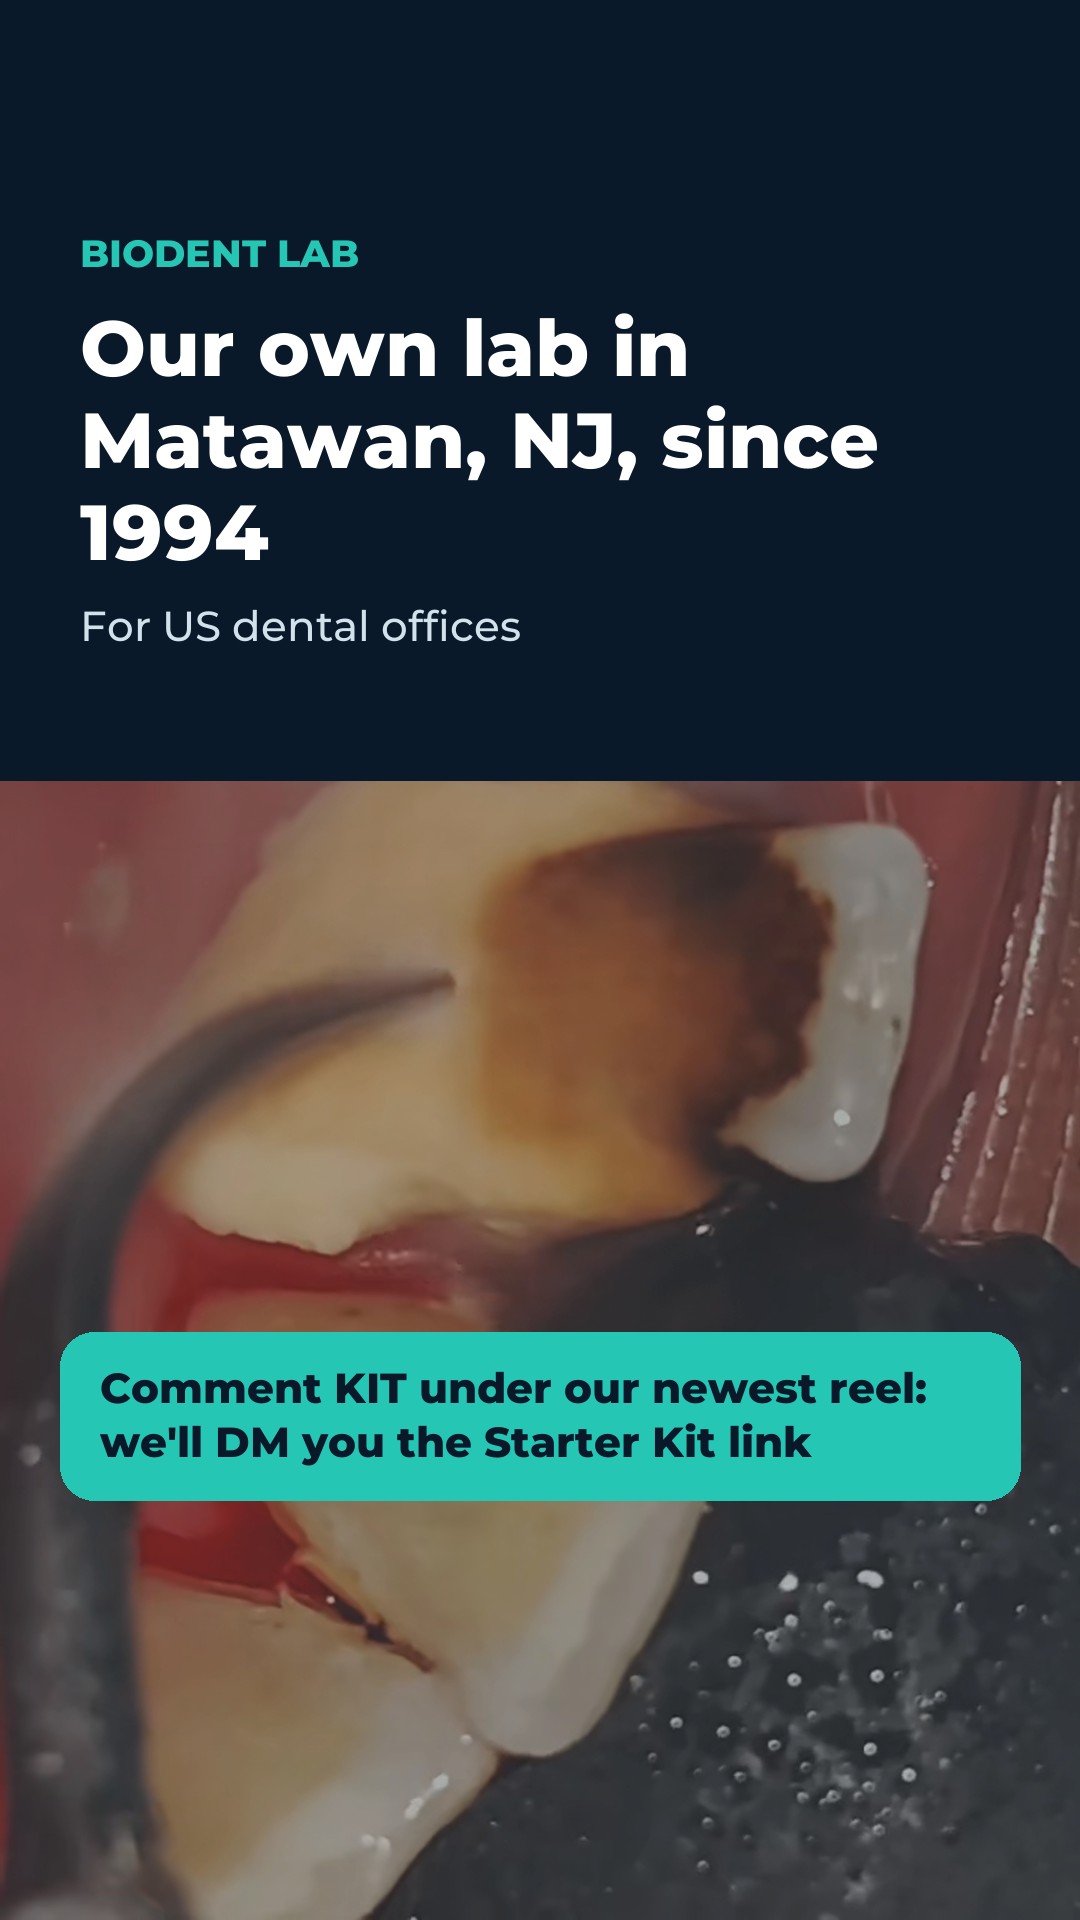 BIODENT LAB
Our own lab in
Matawan, NJ, since
1994
For US dental offices
Comment KIT under our newest reel:
we'll DM you the Starter Kit link